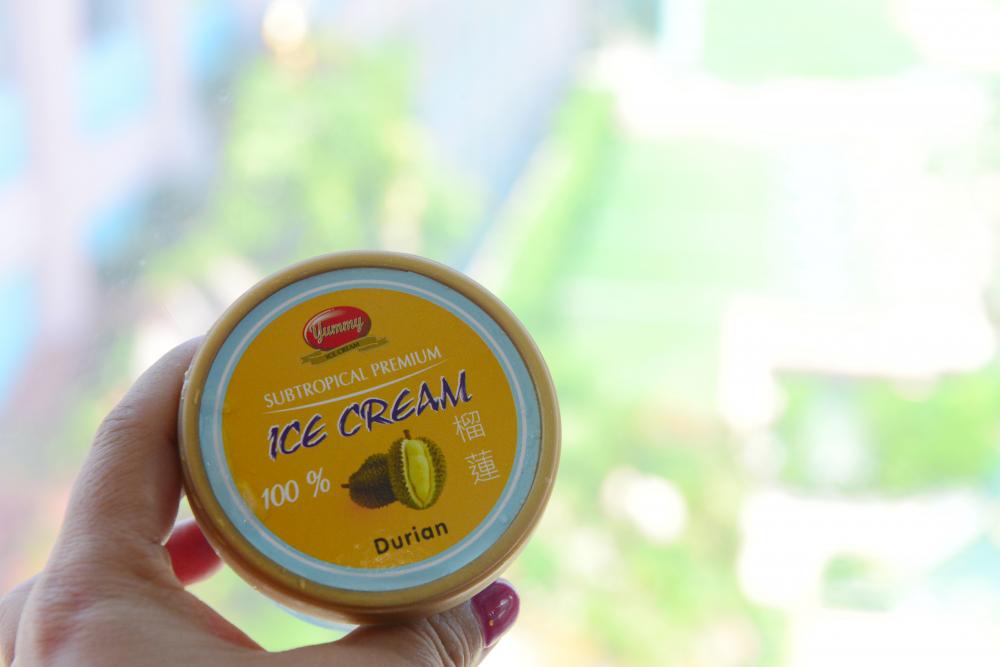 Yummy
ICE CREAM
SUBTROPICAL PREMIUM
ICE CREAM
榴
蓮
100 %
Durian